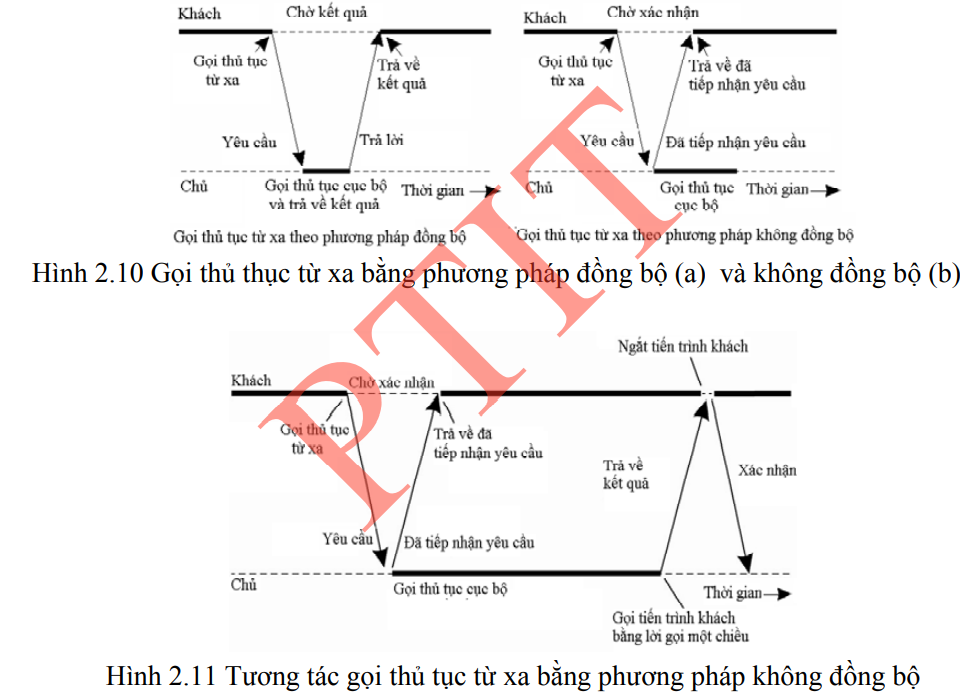 Khách
Chờ kết quả
Gọi thủ tục
từ xa
Trả về
kết quả
Yêu cầu
Trả lời
Chủ
Gọi thủ tục cục bộ
và trả về kết quả
Thời gian
Gọi thủ tục từ xa theo phương pháp đồng bộ
Khách
Chờ xác nhận
Gọi thủ tục
từ xa
Trả về đã
tiếp nhận yêu cầu
Yêu cầu
Đã tiếp nhận yêu cầu
Chủ
Gọi thủ tục
cục bộ
Thời gian
Gọi thủ tục từ xa theo phương pháp không đồng bộ
Hình 2.10 Gọi thủ thục từ xa bằng phương pháp đồng bộ (a) và không đồng bộ (b)
PTIT
Ngắt tiến trình khách
Khách
Chờ xác nhận
Gọi thủ tục
từ xa
Trả về đã
tiếp nhận yêu cầu
Trả về
kết quả
Xác nhận
Yêu cầu
Đã tiếp nhận yêu cầu
Chủ
Gọi thủ tục cục bộ
Thời gian
Gọi tiến trình khách
bằng lời gọi một chiều
Hình 2.11 Tương tác gọi thủ tục từ xa bằng phương pháp không đồng bộ